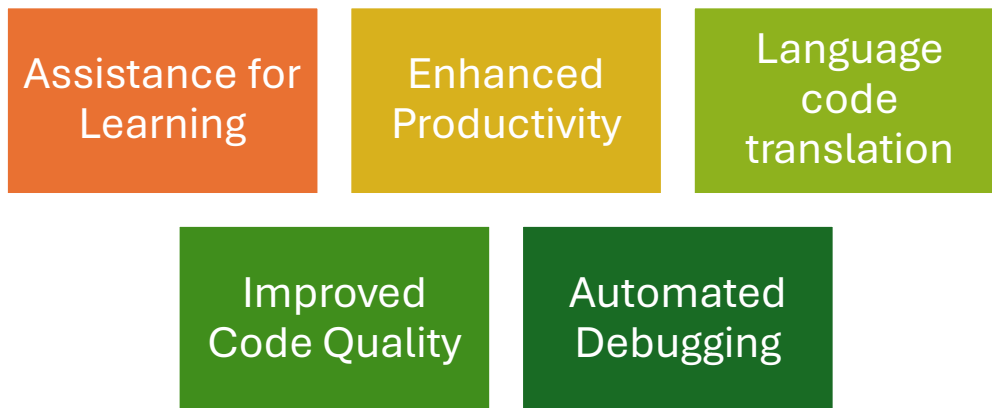 Assistance for
Learning
Enhanced
Productivity
Language
code
translation
Improved
Code Quality
Automated
Debugging